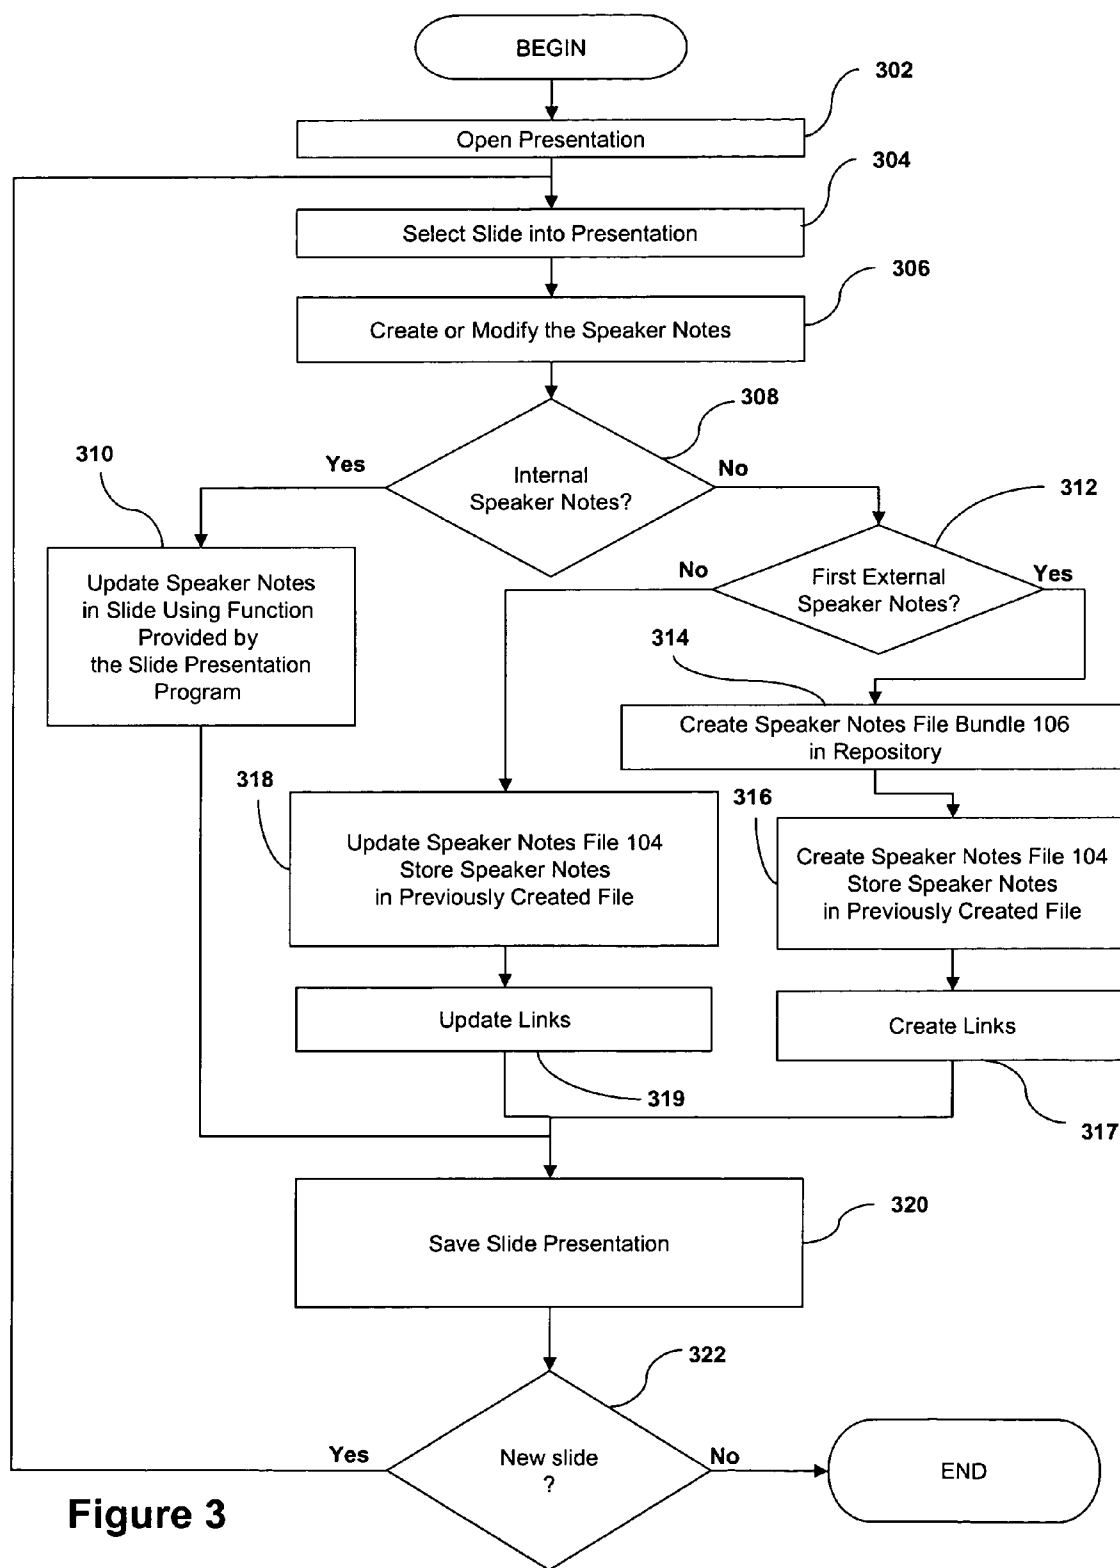 BEGIN
302
Open Presentation
304
Select Slide into Presentation
306
Create or Modify the Speaker Notes
308
310
Yes
Internal
Speaker Notes?
No
312
Update Speaker Notes
in Slide Using Function
Provided by
the Slide Presentation
Program
No
First External
Speaker Notes?
Yes
314
Create Speaker Notes File Bundle 106
in Repository
318
316
Update Speaker Notes File 104
Store Speaker Notes
in Previously Created File
Create Speaker Notes File 104
Store Speaker Notes
in Previously Created File
Update Links
Create Links
319
317
320
Save Slide Presentation
322
Yes
New slide
?
No
END
Figure 3